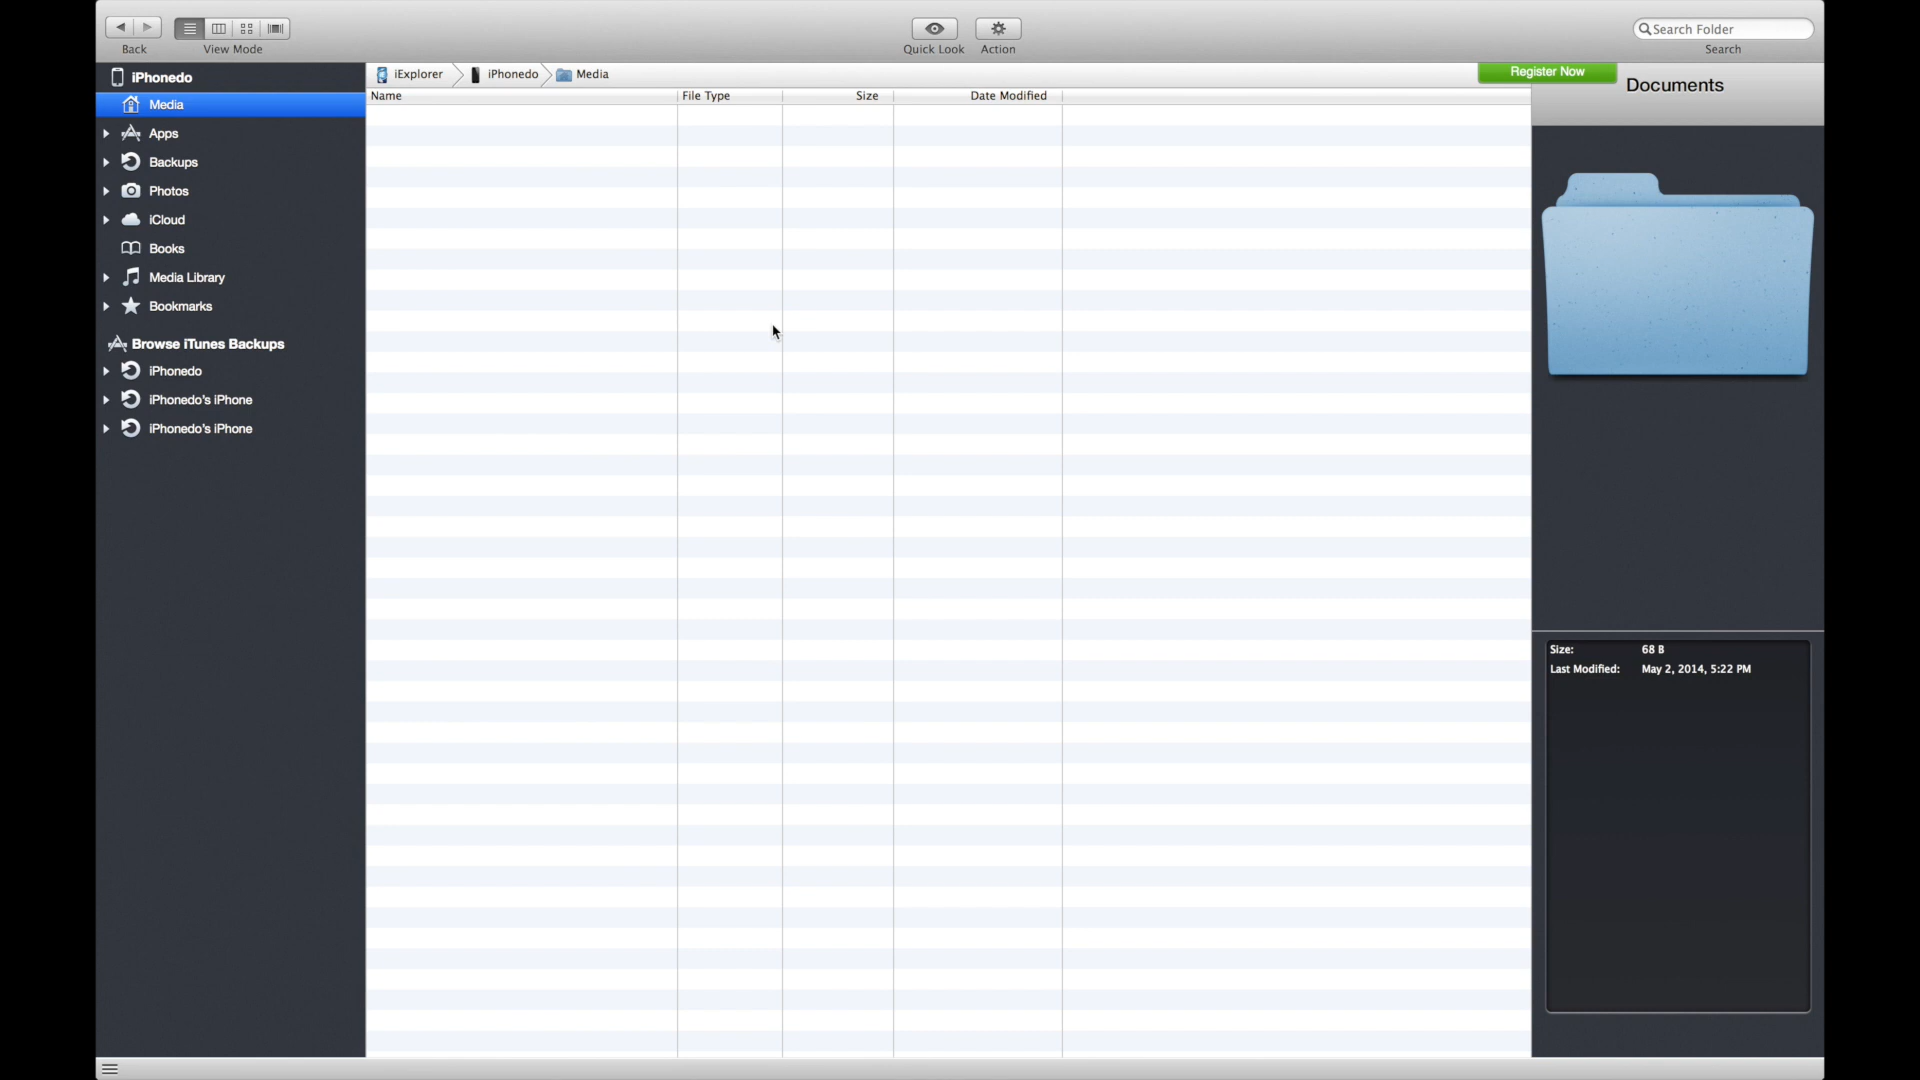 Back
View Mode
Quick Look
Action
Search Folder
Search
iPhonedo
Media
Apps
Backups
Photos
iCloud
Books
Media Library
Bookmarks
Browse iTunes Backups
iPhonedo
iPhonedo's iPhone
iPhonedo's iPhone
iExplorer
iPhonedo
Media
Register Now
Name
File Type
Size
Date Modified
Documents
Size: 68 B
Last Modified: May 2, 2014, 5:22 PM